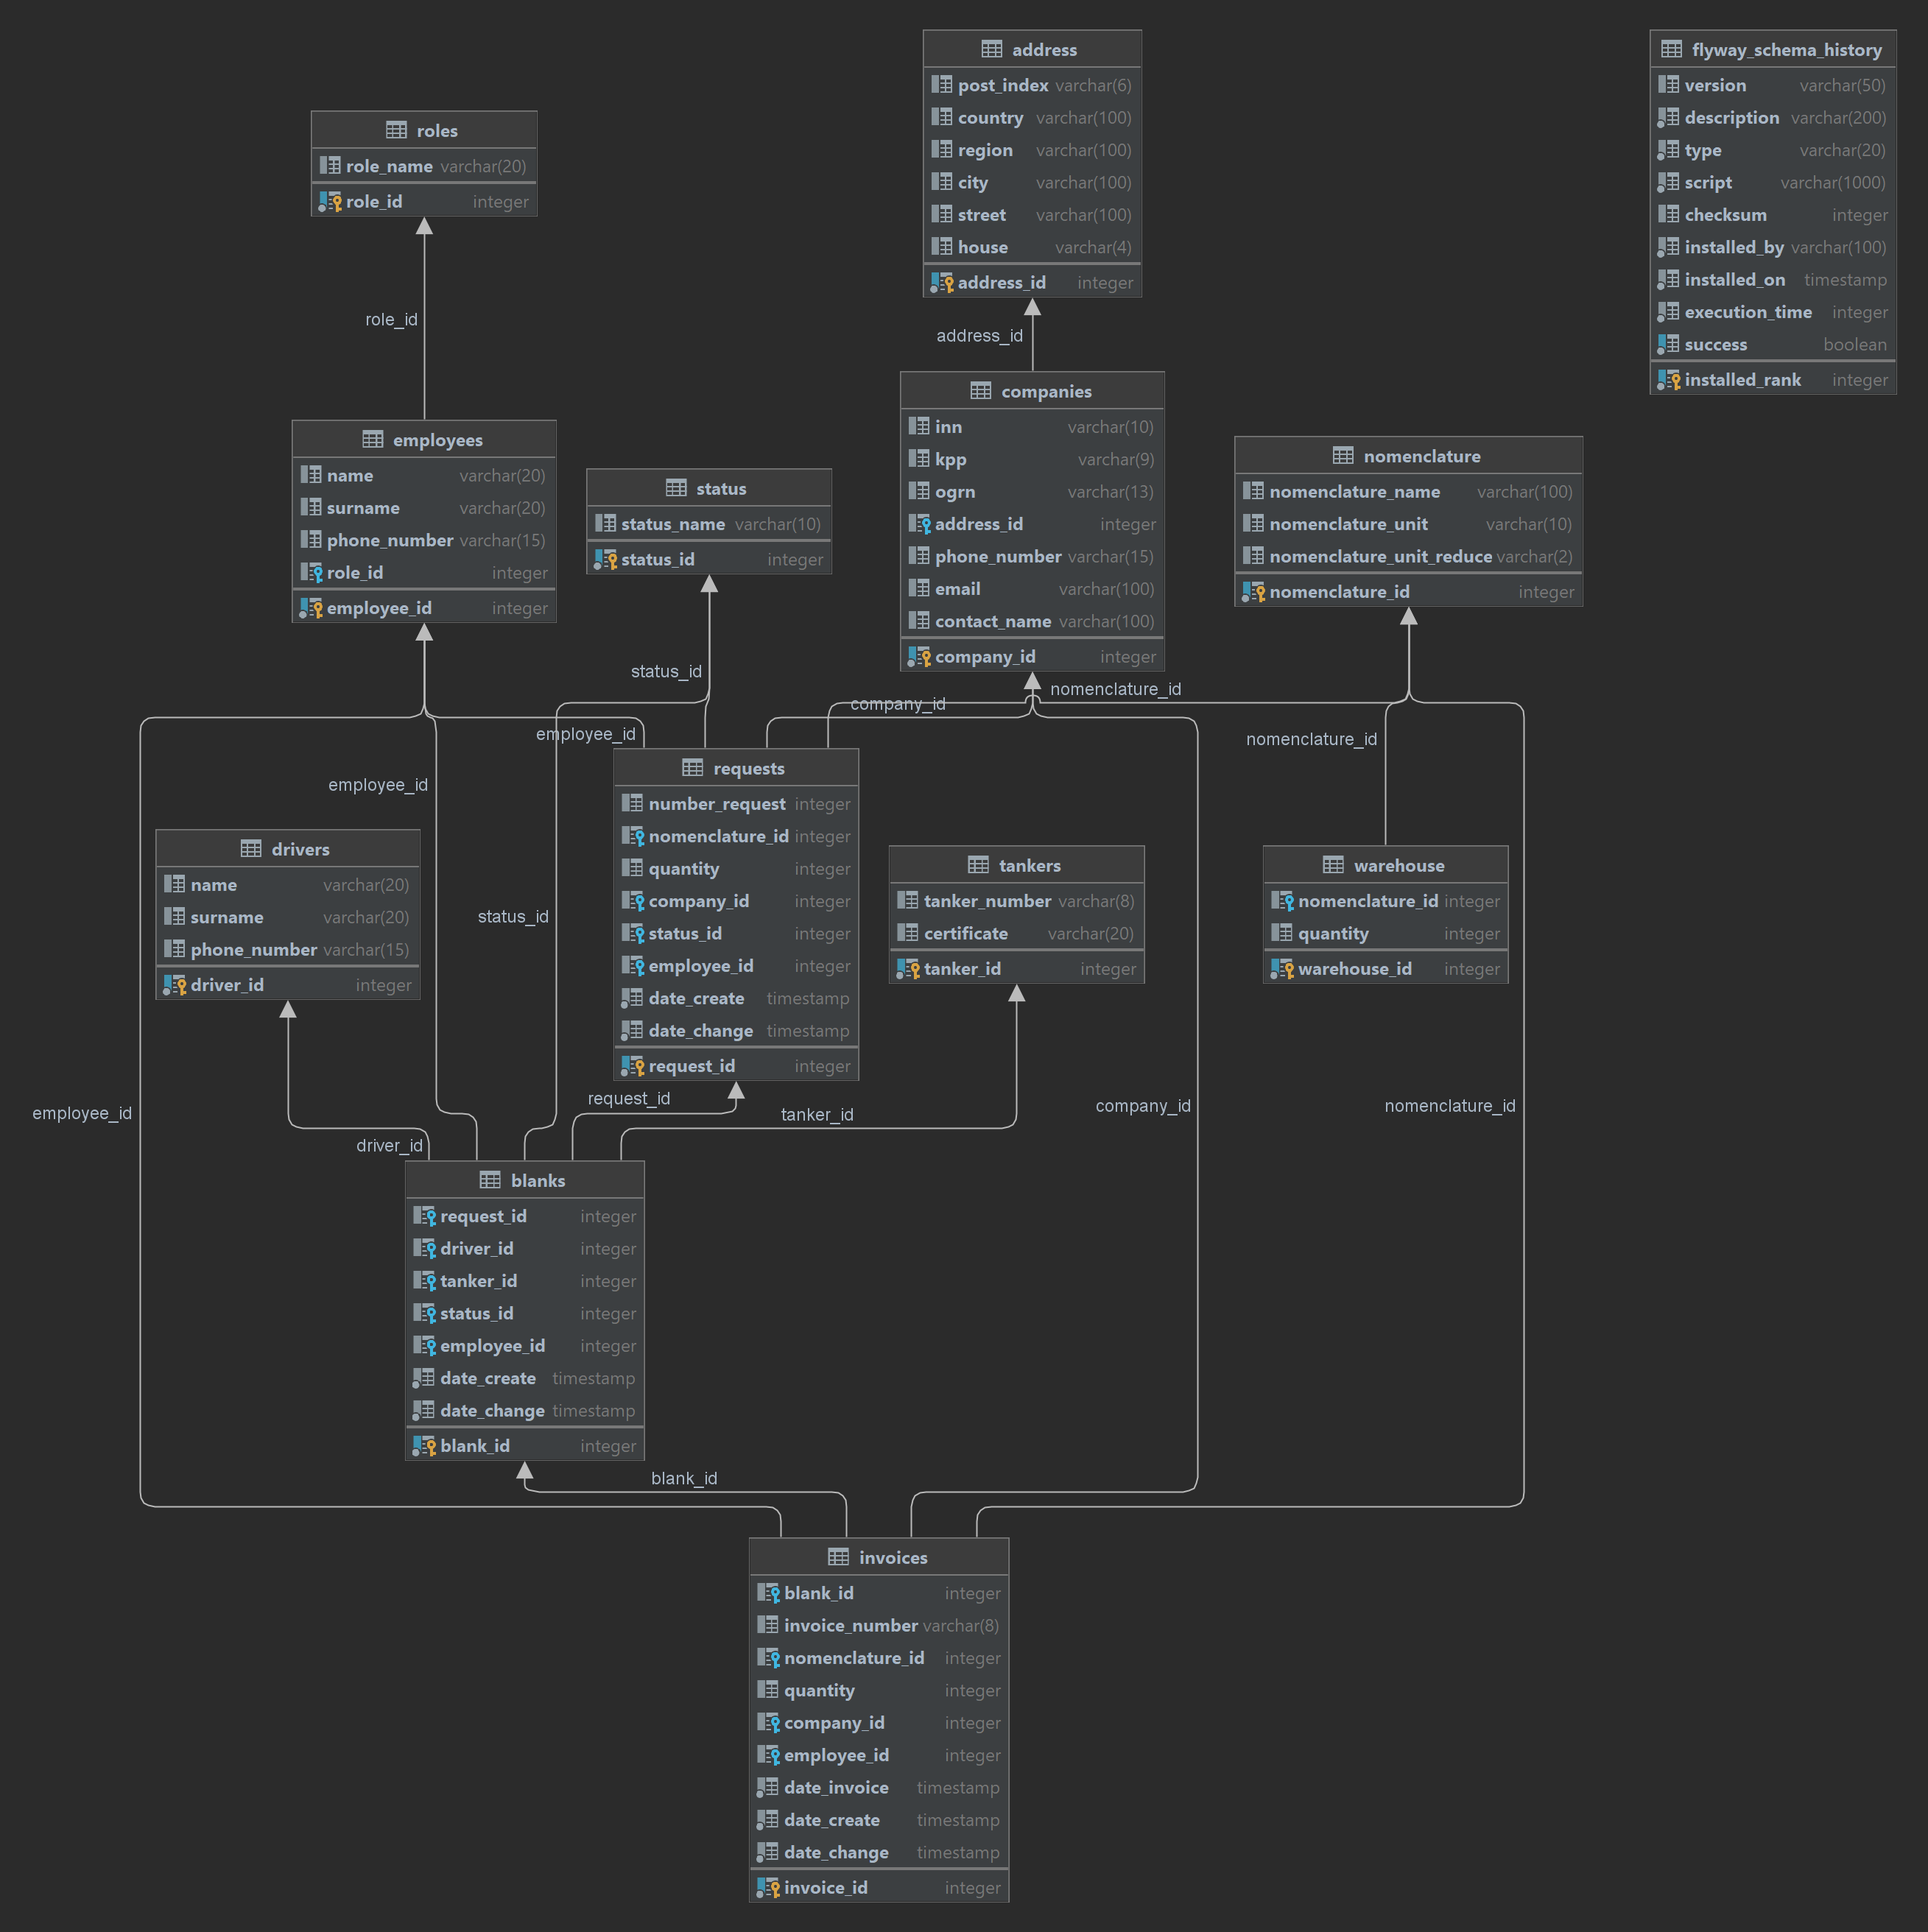 address
post_index varchar(6)
country varchar(100)
region varchar(100)
city varchar(100)
street varchar(100)
house varchar(4)
address_id integer
flyway_schema_history
version varchar(50)
description varchar(200)
type varchar(20)
script varchar(1000)
checksum integer
installed_by varchar(100)
installed_on timestamp
execution_time integer
success boolean
installed_rank integer
roles
role_name varchar(20)
role_id integer
role_id
address_id
employees
name varchar(20)
surname varchar(20)
phone_number varchar(15)
role_id integer
employee_id integer
status
status_name varchar(10)
status_id integer
companies
inn varchar(10)
kpp varchar(9)
ogrn varchar(13)
address_id integer
phone_number varchar(15)
email varchar(100)
contact_name varchar(100)
company_id integer
nomenclature
nomenclature_name varchar(100)
nomenclature_unit varchar(10)
nomenclature_unit_reduce varchar(2)
nomenclature_id integer
status_id
nomenclature_id
company_id
employee_id
nomenclature_id
employee_id
requests
number_request integer
nomenclature_id integer
quantity integer
company_id integer
status_id integer
employee_id integer
date_create timestamp
date_change timestamp
request_id integer
drivers
name varchar(20)
surname varchar(20)
phone_number varchar(15)
driver_id integer
status_id
tankers
tanker_number varchar(8)
certificate varchar(20)
tanker_id integer
warehouse
nomenclature_id integer
quantity integer
warehouse_id integer
employee_id
request_id
tanker_id
company_id
nomenclature_id
driver_id
blanks
request_id integer
driver_id integer
tanker_id integer
status_id integer
employee_id integer
date_create timestamp
date_change timestamp
blank_id integer
blank_id
invoices
blank_id integer
invoice_number varchar(8)
nomenclature_id integer
quantity integer
company_id integer
employee_id integer
date_invoice timestamp
date_create timestamp
date_change timestamp
invoice_id integer